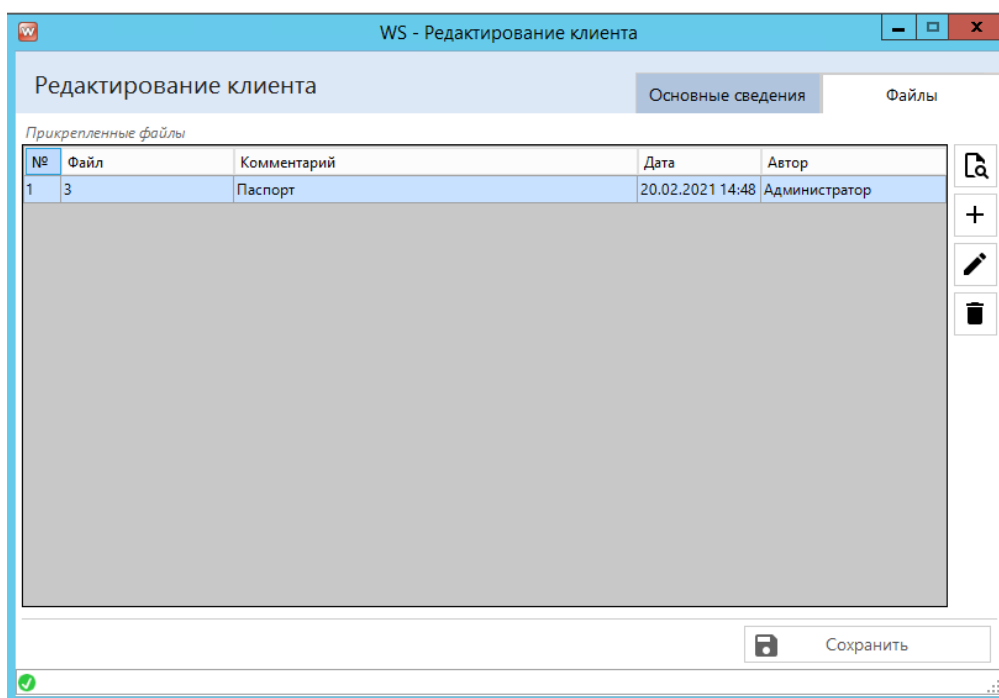 WS - Редактирование клиента
Редактирование клиента
Основные сведения
Файлы
Прикрепленные файлы
№ Файл Комментарий Дата Автор
1 3 Паспорт 20.02.2021 14:48 Администратор
Сохранить